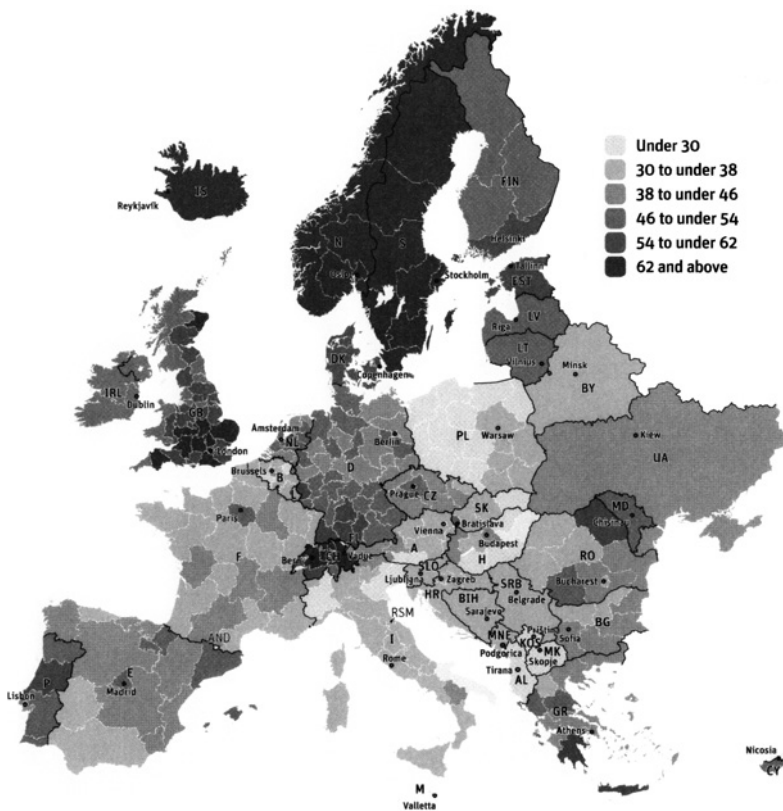 Under 30
30 to under 38
38 to under 46
46 to under 54
54 to under 62
62 and above
IS
Reykjavik
FIN
N
S
Helsinki
Oslo
Stockholm
Tallinn
EST
LV
Riga
LT
Vilnius
DK
Copenhagen
Minsk
BY
IRL
Dublin
GB
London
Amsterdam
NL
Berlin
PL
Warsaw
Kiew
UA
Brussels
B
D
Prague
CZ
SK
MD
Paris
Vienna
Bratislava
Budapest
F
Bern
Vaduz
A
H
RO
SLO
Ljubljana
Zagreb
HR
SRB
Belgrade
Bucharest
BIH
Sarajevo
RSM
AND
I
MNE
Podgorica
Priština
KOS
Sofia
BG
MK
Skopje
Rome
Tirana
AL
P
E
Madrid
Lisbon
GR
Athens
Nicosia
CY
M
Valletta